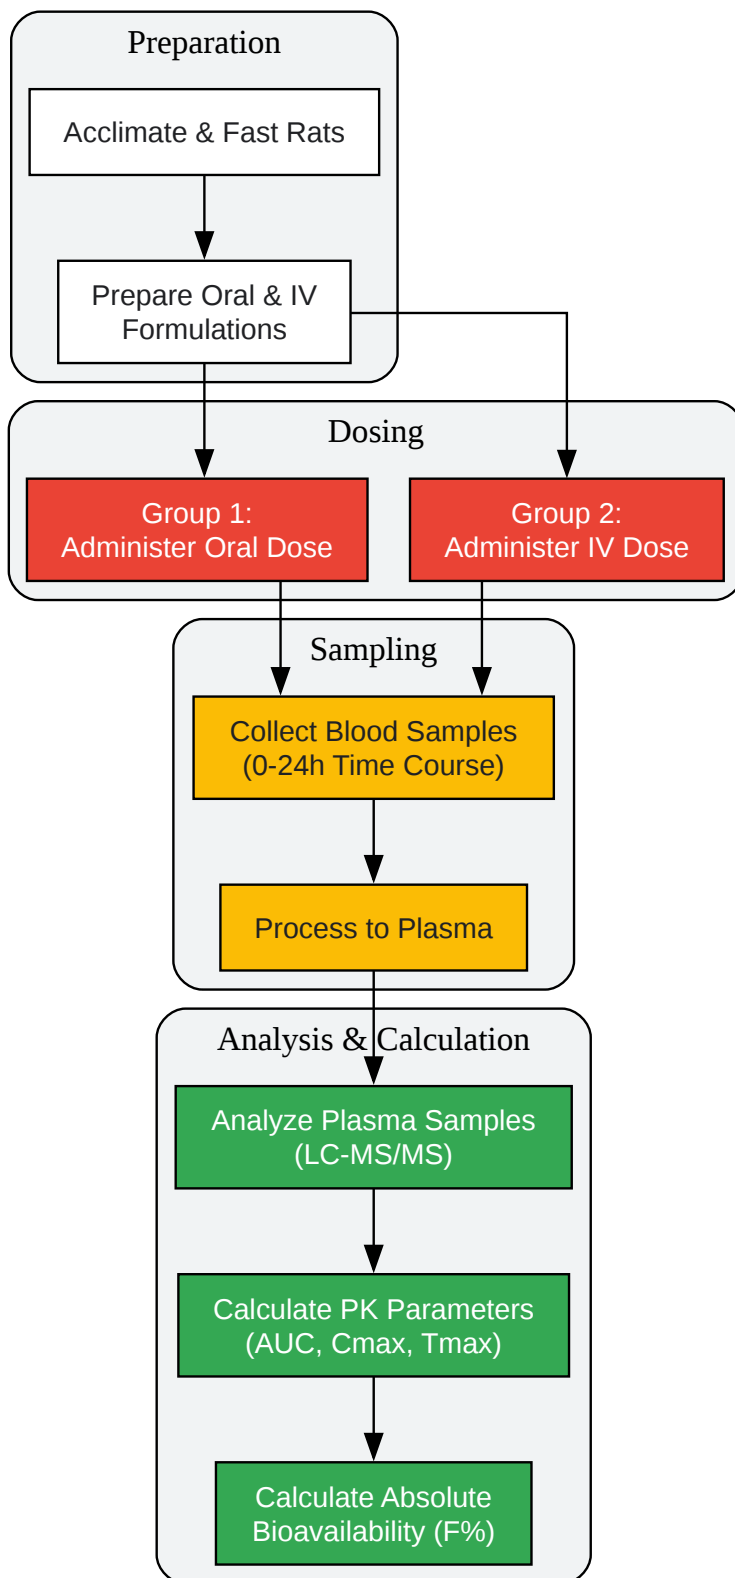 Preparation
Acclimate & Fast Rats
Prepare Oral & IV
Formulations
Dosing
Group 1:
Administer Oral Dose
Group 2:
Administer IV Dose
Sampling
Collect Blood Samples
(0-24h Time Course)
Process to Plasma
Analysis & Calculation
Analyze Plasma Samples
(LC-MS/MS)
Calculate PK Parameters
(AUC, Cmax, Tmax)
Calculate Absolute
Bioavailability (F%)